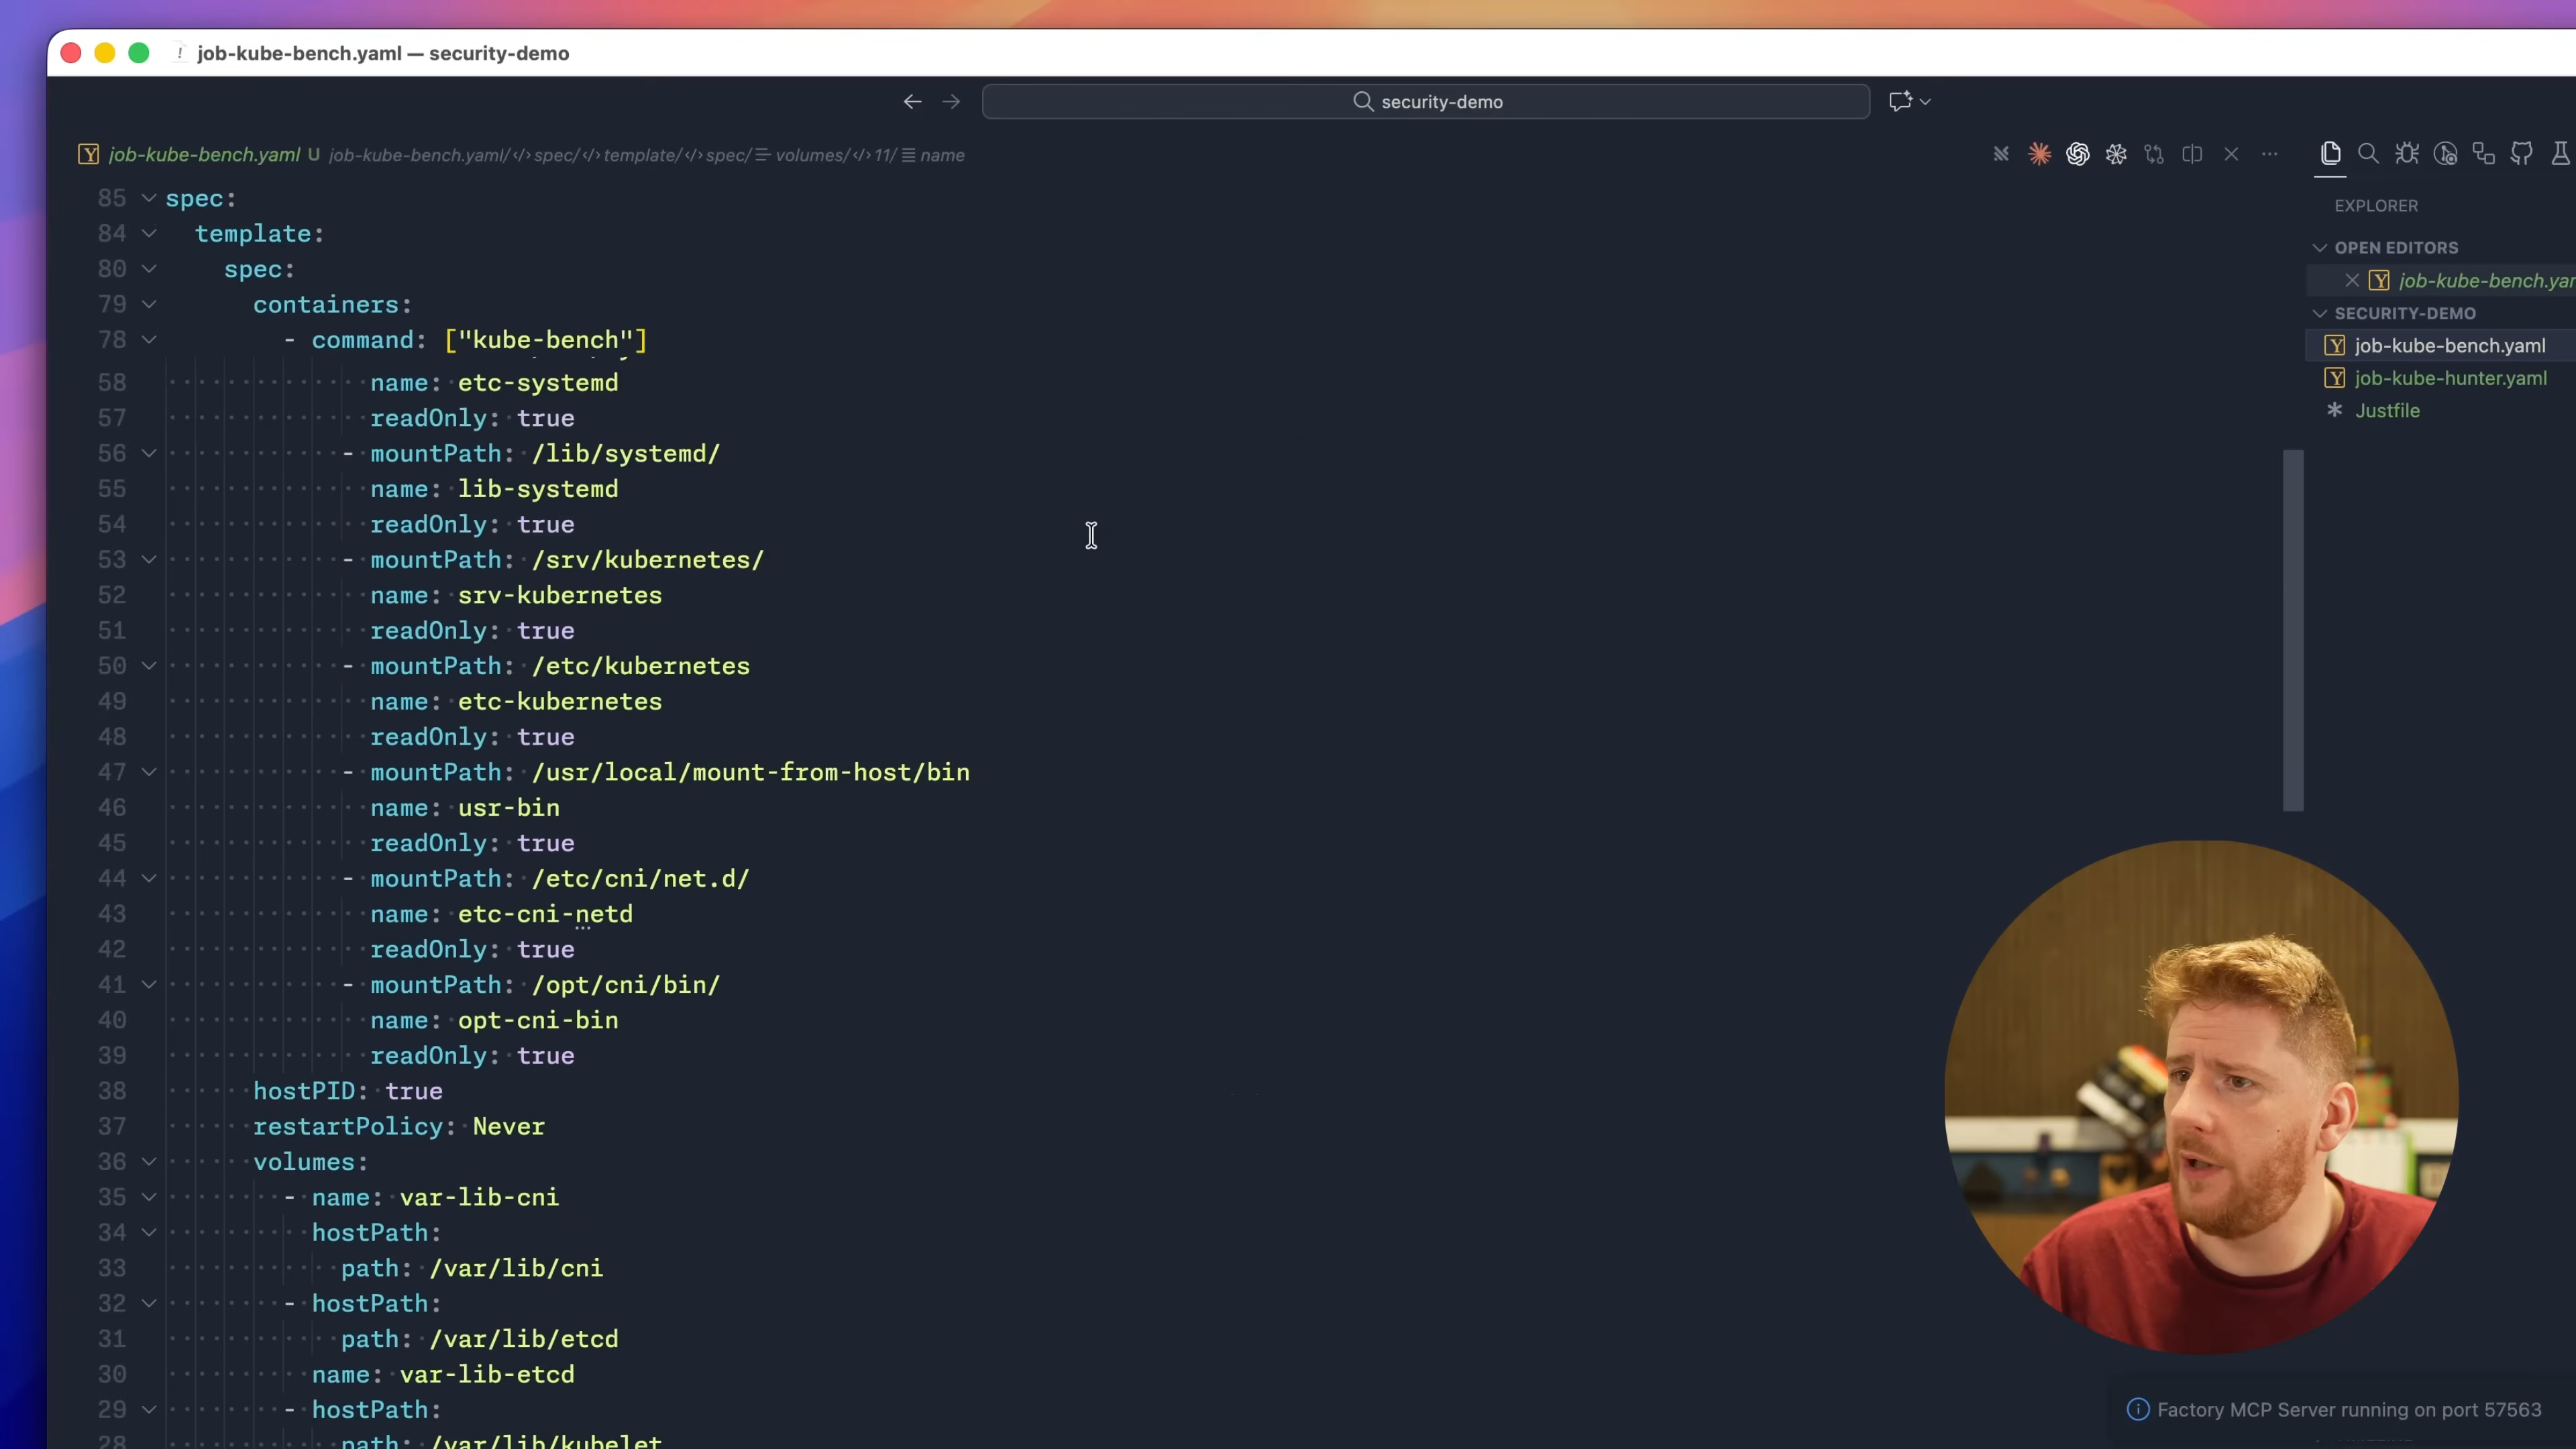 job-kube-bench.yaml — security-demo
security-demo
job-kube-bench.yaml U job-kube-bench.yaml/ spec/ template/ spec/ volumes/ 11/ name
85 spec:
84 template:
80 spec:
79 containers:
78 - command: ["kube-bench"]
58 name: etc-systemd
57 readOnly: true
56 - mountPath: /lib/systemd/
55 name: lib-systemd
54 readOnly: true
53 - mountPath: /srv/kubernetes/
52 name: srv-kubernetes
51 readOnly: true
50 - mountPath: /etc/kubernetes
49 name: etc-kubernetes
48 readOnly: true
47 - mountPath: /usr/local/mount-from-host/bin
46 name: usr-bin
45 readOnly: true
44 - mountPath: /etc/cni/net.d/
43 name: etc-cni-netd
42 readOnly: true
41 - mountPath: /opt/cni/bin/
40 name: opt-cni-bin
39 readOnly: true
38 hostPID: true
37 restartPolicy: Never
36 volumes:
35 - name: var-lib-cni
34 hostPath:
33 path: /var/lib/cni
32 - hostPath:
31 path: /var/lib/etcd
30 name: var-lib-etcd
29 - hostPath:
28 path: /var/lib/kubelet
EXPLORER
OPEN EDITORS
job-kube-bench.yam
SECURITY-DEMO
job-kube-bench.yaml
job-kube-hunter.yaml
Justfile
Factory MCP Server running on port 57563